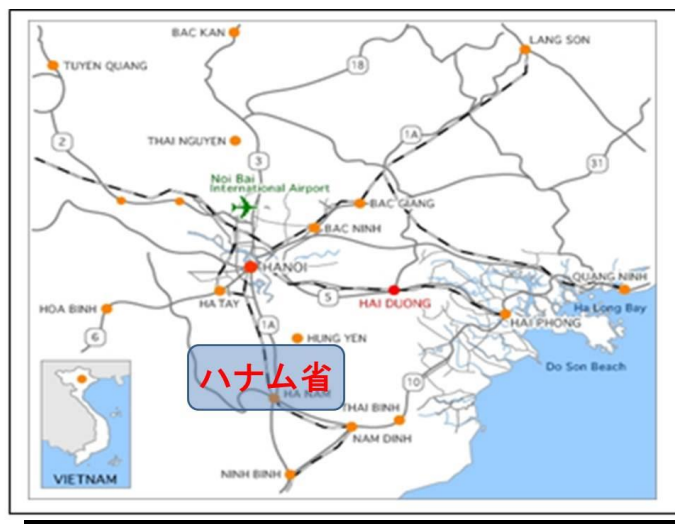 BAC KAN
LANG SON
TUYEN QUANG
18
1A
2
THAI NGUYEN
3
31
Noi Bai
International Airport
BAC GIANG
BAC NINH
HANOI
QUANG NINH
HA TAY
5
HAI DUONG
Ha Long Bay
HOA BINH
1A
HAI PHONG
6
HUNG YEN
Do Son Beach
ハナム省
10
HA NAM
THAI BINH
NAM DINH
NINH BINH
VIETNAM